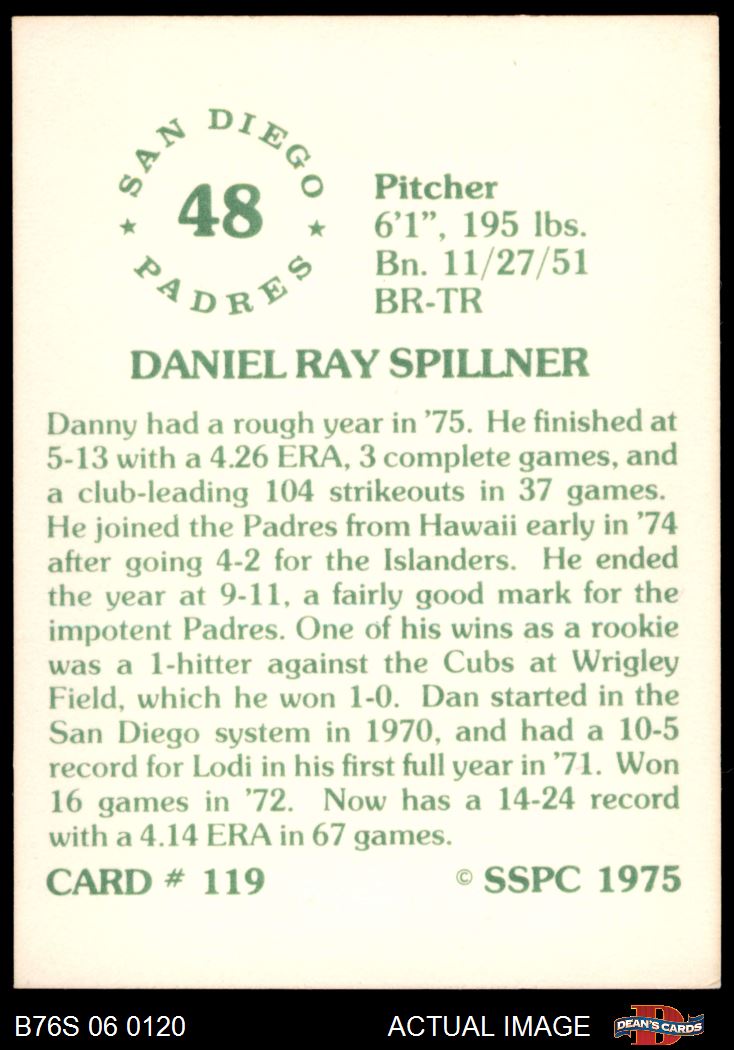 SAN DIEGO
48
PADRES
Pitcher
6'1", 195 lbs.
Bn. 11/27/51
BR-TR
DANIEL RAY SPILLNER
Danny had a rough year in '75. He finished at
5-13 with a 4.26 ERA, 3 complete games, and
a club-leading 104 strikeouts in 37 games.
He joined the Padres from Hawaii early in '74
after going 4-2 for the Islanders. He ended
the year at 9-11, a fairly good mark for the
impotent Padres. One of his wins as a rookie
was a 1-hitter against the Cubs at Wrigley
Field, which he won 1-0. Dan started in the
San Diego system in 1970, and had a 10-5
record for Lodi in his first full year in '71. Won
16 games in '72. Now has a 14-24 record
with a 4.14 ERA in 67 games.
CARD # 119 © SSPC 1975
B76S 06 0120 ACTUAL IMAGE DEAN'S CARDS